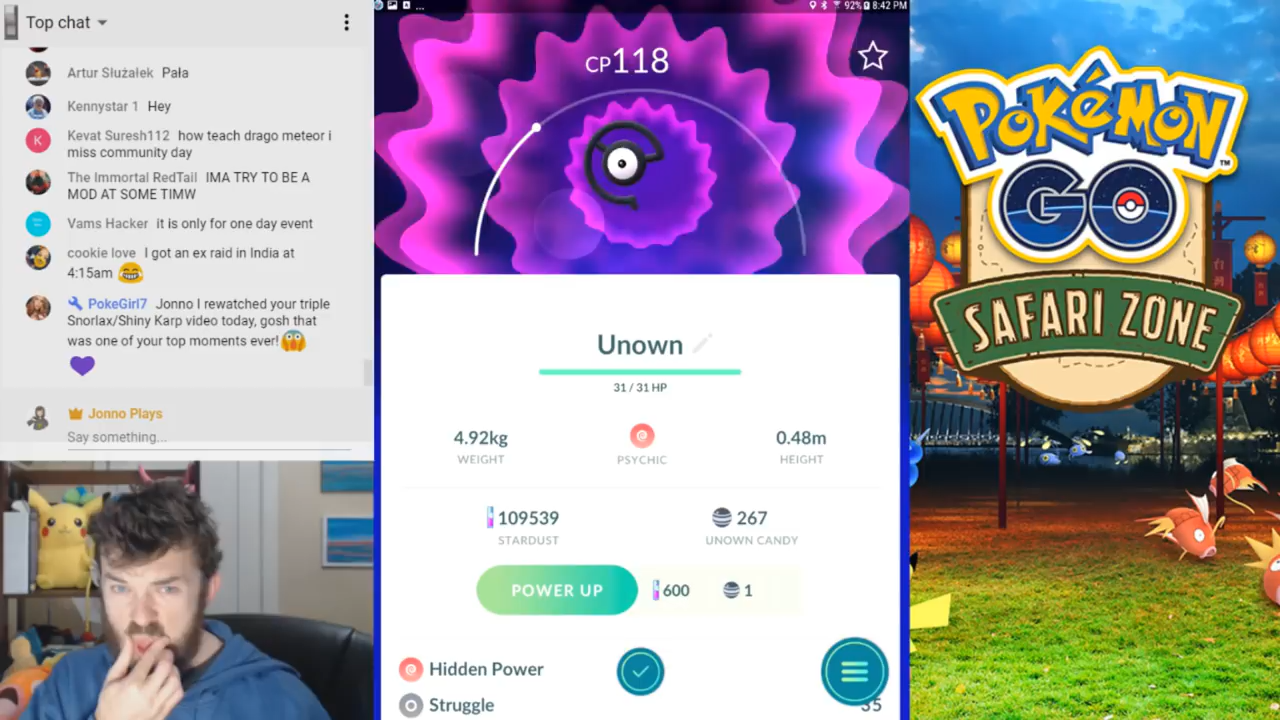 Top chat
Artur Służałek Pała
Kennystar 1 Hey
K
Kevat Suresh112 how teach drago meteor i
miss community day
The Immortal RedTail IMA TRY TO BE A
MOD AT SOME TIMW
Vams Hacker it is only for one day event
cookie love I got an ex raid in India at
4:15am 😂
PokeGirl7 Jonno I rewatched your triple
Snorlax/Shiny Karp video today, gosh that
was one of your top moments ever! 😱
💜
Jonno Plays
Say something...
... 92% 8:42 PM
CP118
Unown
31 / 31 HP
4.92kg
WEIGHT
PSYCHIC
0.48m
HEIGHT
109539
STARDUST
267
UNOWN CANDY
POWER UP
600
1
Hidden Power
Struggle
35
POKéMON
GO
TM
SAFARI ZONE